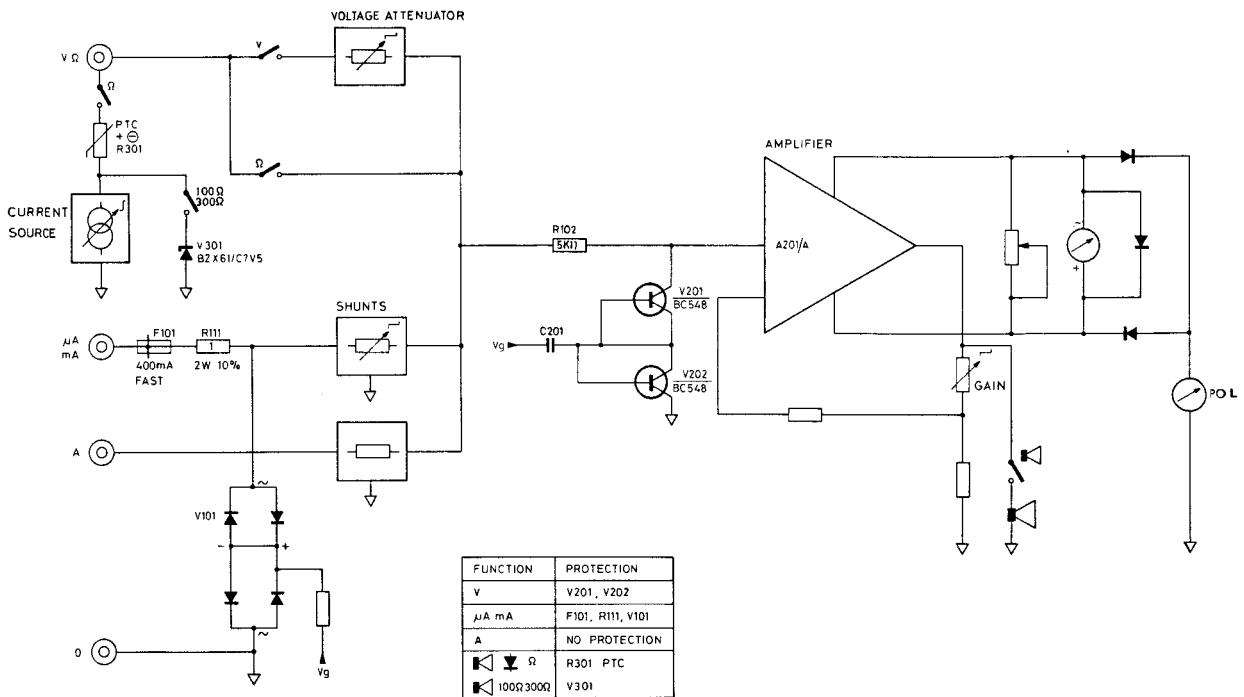 VOLTAGE ATTENUATOR
V Ω
V
Ω
PTC
+ ⊖
R301
Ω
100Ω
300Ω
CURRENT
SOURCE
V301
BZX61/C7V5
AMPLIFIER
A201/A
R102
5K11
V201
BC548
C201
Vg
V202
BC548
SHUNTS
µA
mA
F101
400mA
FAST
R111
1
2W 10%
A
GAIN
POL
+
-
V101
~
- +
~
0
Vg
FUNCTION PROTECTION
V V201, V202
µA mA F101, R111, V101
A NO PROTECTION
Ω R301 PTC
100Ω 300Ω V301